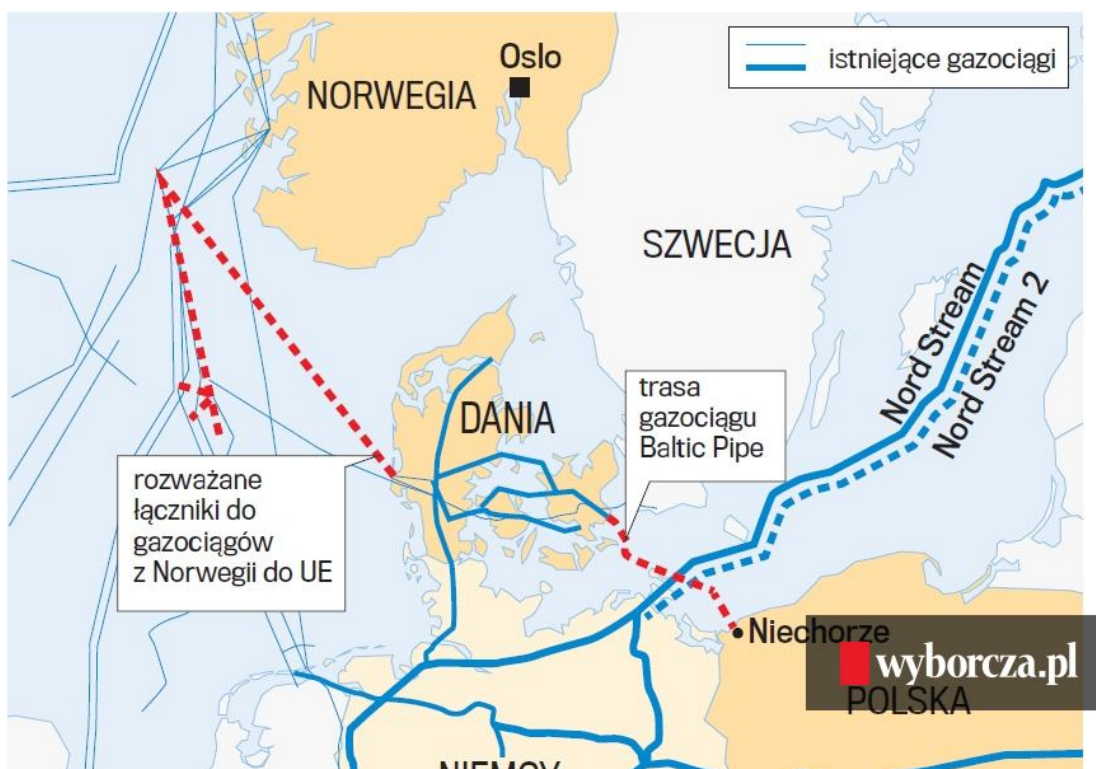 Oslo
NORWEGIA
istniejące gazociągi
SZWECJA
Nord Stream
Nord Stream 2
trasa
gazociągu
Baltic Pipe
DANIA
rozważane
łączniki do
gazociągów
z Norwegii do UE
Niechorze
wyborcza.pl
POLSKA
NIEMCY